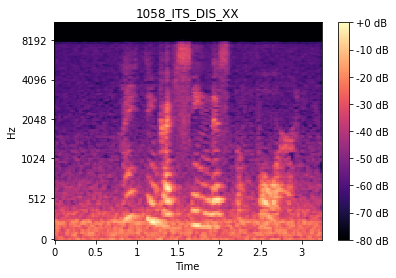 1058_ITS_DIS_XX
+0 dB
8192
-10 dB
4096
-20 dB
-30 dB
2048
Hz
-40 dB
1024
-50 dB
512
-60 dB
-70 dB
0
-80 dB
0 0.5 1 1.5 2 2.5 3
Time